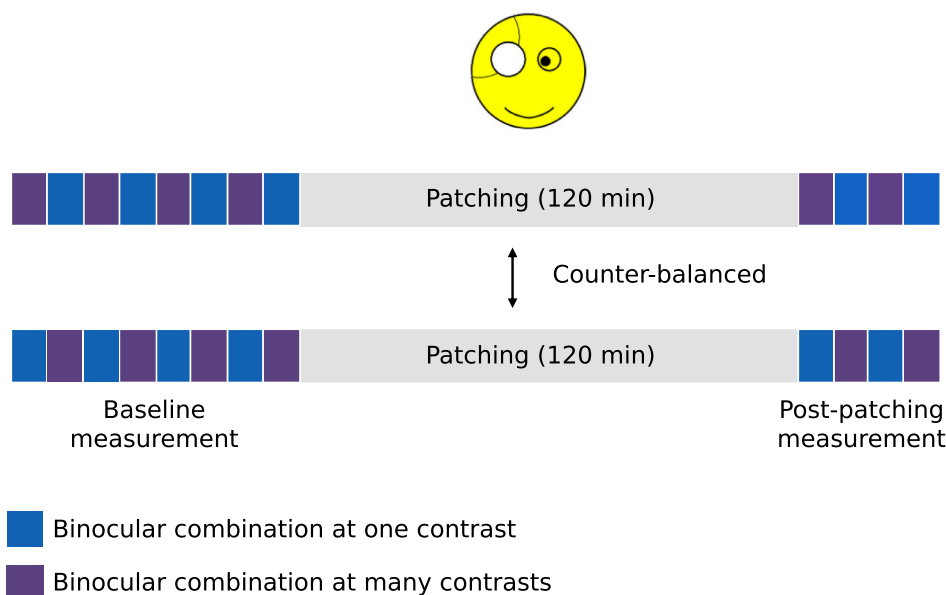 Patching (120 min)
Counter-balanced
Patching (120 min)
Baseline
measurement
Post-patching
measurement
Binocular combination at one contrast
Binocular combination at many contrasts